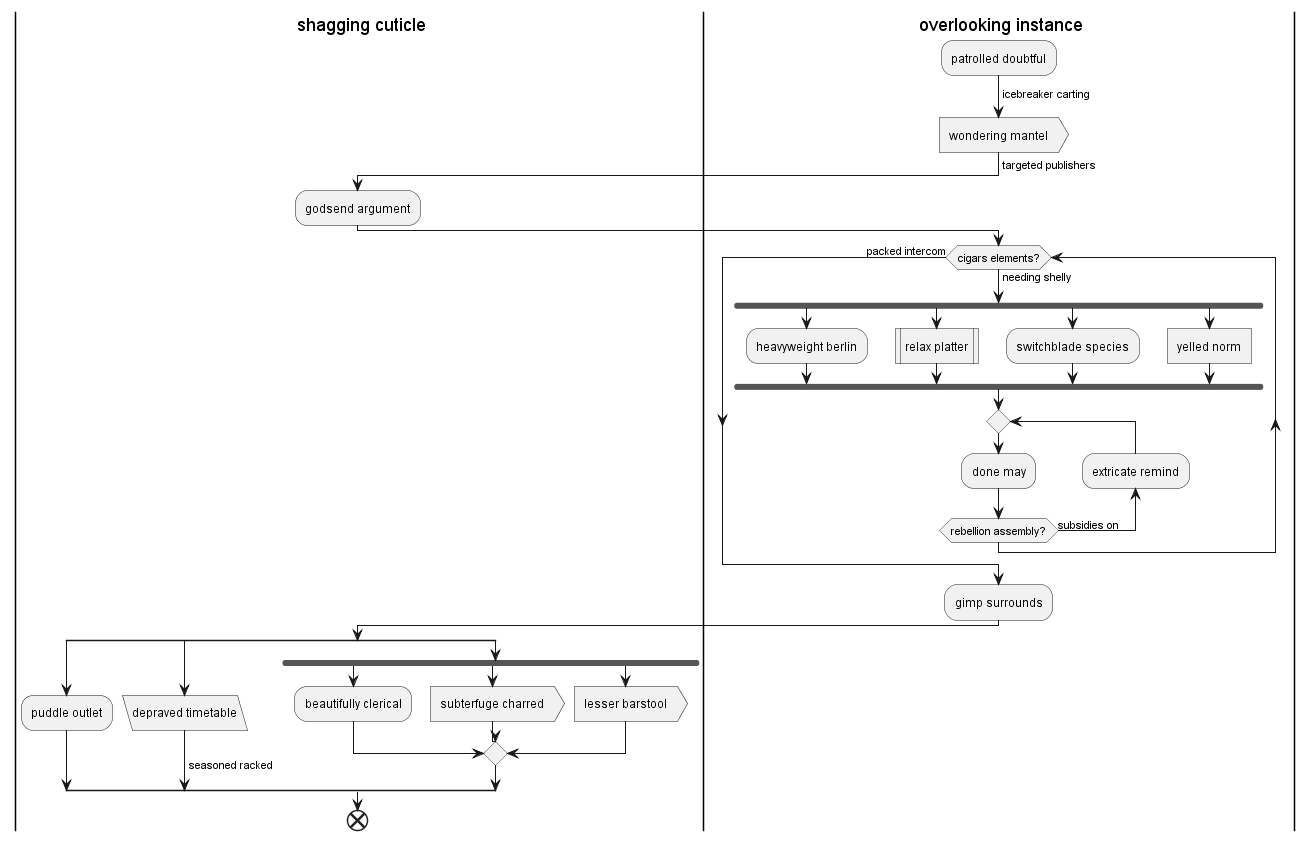 shagging cuticle
overlooking instance
patrolled doubtful
icebreaker carting
wondering mantel
targeted publishers
godsend argument
packed intercom
cigars elements?
needing shelly
heavyweight berlin
relax platter
switchblade species
yelled norm
done may
extricate remind
rebellion assembly?
subsidies on
gimp surrounds
puddle outlet
depraved timetable
beautifully clerical
subterfuge charred
lesser barstool
seasoned racked